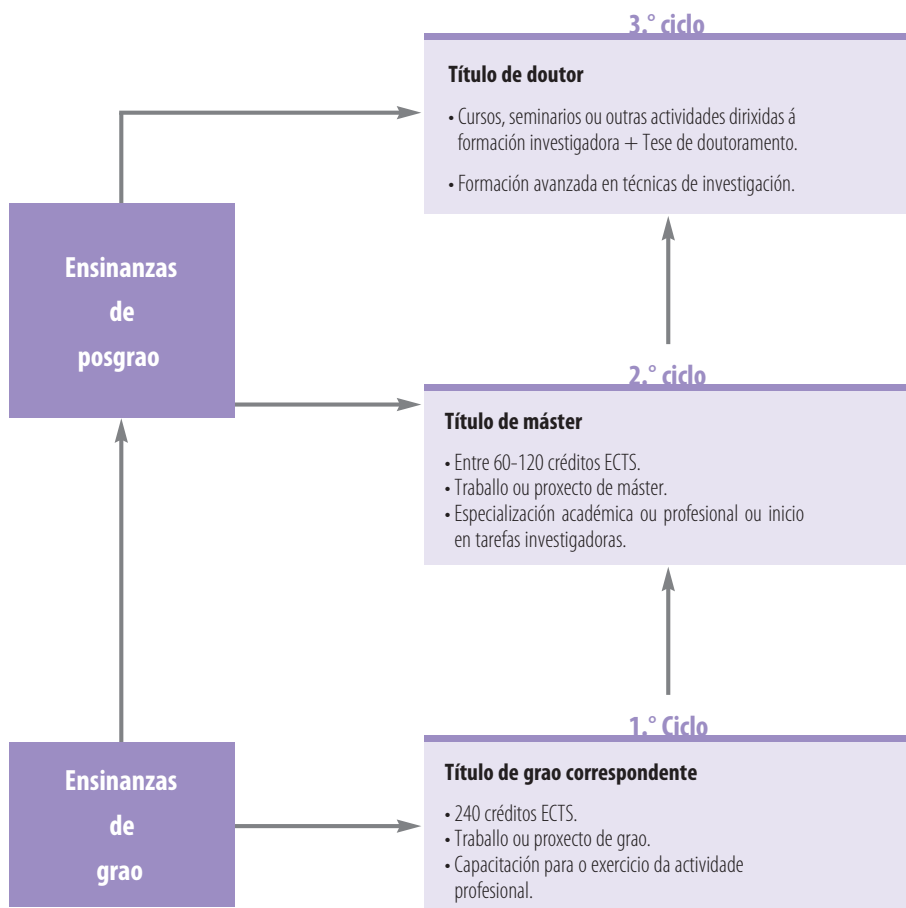 3.° ciclo
Título de doutor
• Cursos, seminarios ou outras actividades dirixidas á
formación investigadora + Tese de doutoramento.
• Formación avanzada en técnicas de investigación.
Ensinanzas
de
posgrao
2.° ciclo
Título de máster
• Entre 60-120 créditos ECTS.
• Traballo ou proxecto de máster.
• Especialización académica ou profesional ou inicio
en tarefas investigadoras.
1.° Ciclo
Título de grao correspondente
• 240 créditos ECTS.
• Traballo ou proxecto de grao.
• Capacitación para o exercicio da actividade
profesional.
Ensinanzas
de
grao